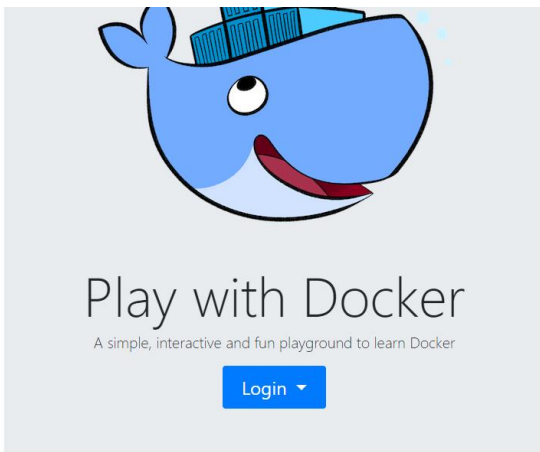 Play with Docker
A simple, interactive and fun playground to learn Docker
Login